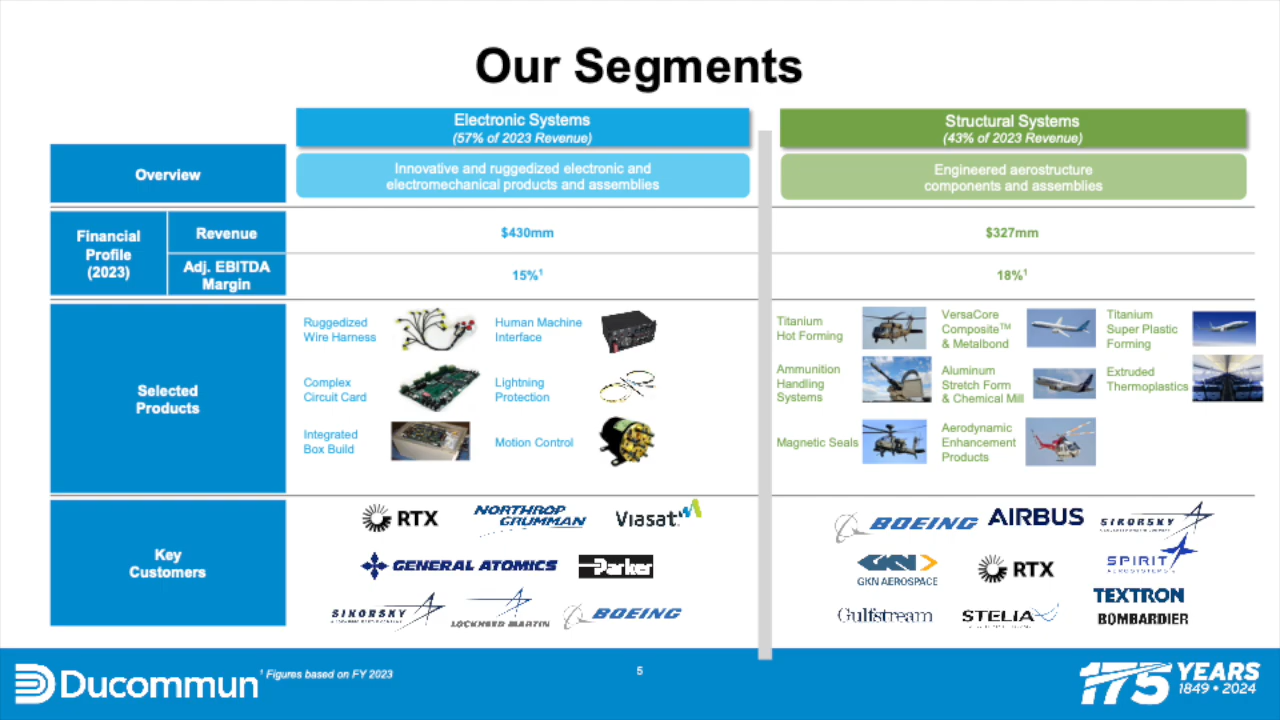 Our Segments
Electronic Systems
(57% of 2023 Revenue)
Structural Systems
(43% of 2023 Revenue)
Overview
Innovative and ruggedized electronic and
electromechanical products and assemblies
Engineered aerostructure
components and assemblies
Financial
Profile
(2023)
Revenue
$430mm
$327mm
Adj. EBITDA
Margin
15%¹
18%¹
Selected
Products
Ruggedized
Wire Harness
Human Machine
Interface
Complex
Circuit Card
Lightning
Protection
Integrated
Box Build
Motion Control
Titanium
Hot Forming
VersaCore
Composite™
& Metalbond
Titanium
Super Plastic
Forming
Ammunition
Handling
Systems
Aluminum
Stretch Form
& Chemical Mill
Extruded
Thermoplastics
Magnetic Seals
Aerodynamic
Enhancement
Products
Key
Customers
RTX
NORTHROP
GRUMMAN
Viasat
GENERAL ATOMICS
Parker
SIKORSKY
LOCKHEED MARTIN
BOEING
BOEING
AIRBUS
SIKORSKY
GKN
GKN AEROSPACE
RTX
SPIRIT
AEROSYSTEMS
Gulfstream
STELIA
TEXTRON
BOMBARDIER
Ducommun
¹ Figures based on FY 2023
5
175 YEARS
1849 • 2024